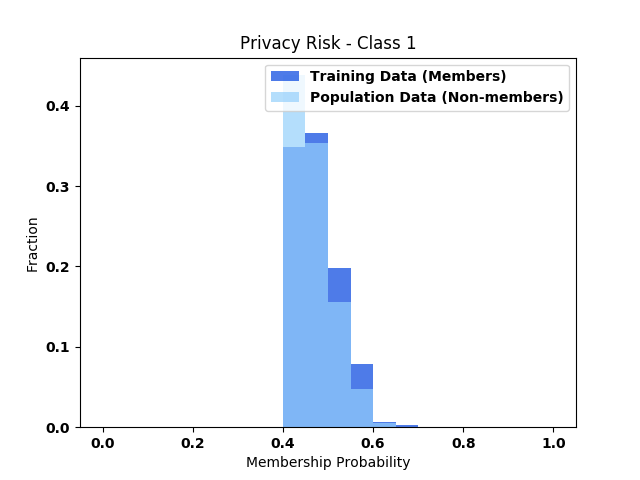 Privacy Risk - Class 1
Training Data (Members)
Population Data (Non-members)
0.4
0.3
0.2
0.1
0.0
Fraction
0.0 0.2 0.4 0.6 0.8 1.0
Membership Probability